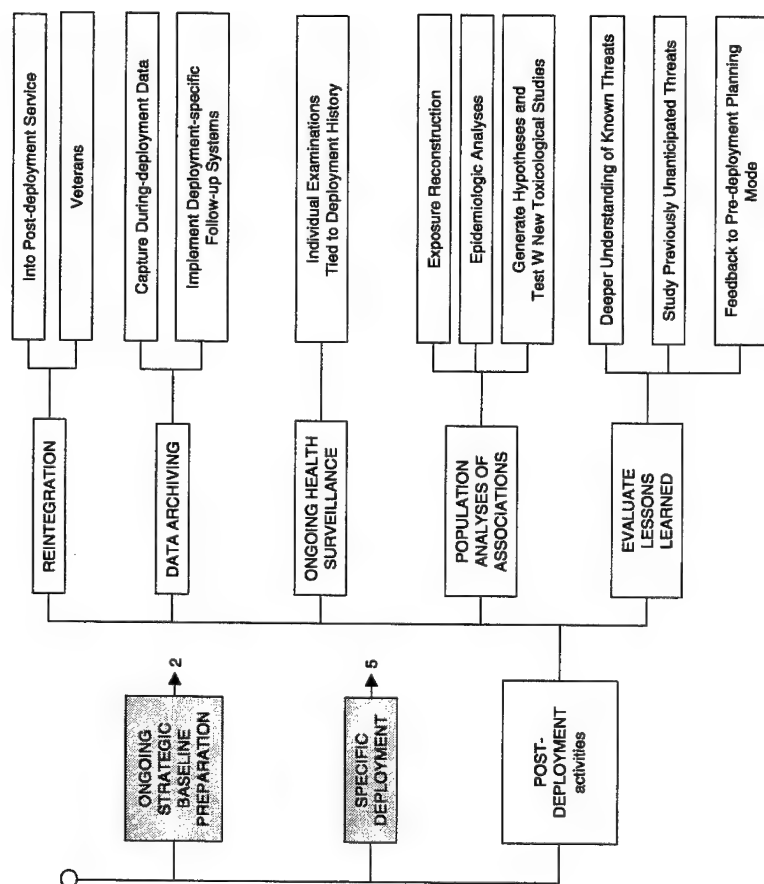 ONGOING
STRATEGIC
BASELINE
PREPARATION
2
SPECIFIC
DEPLOYMENT
5
POST-
DEPLOYMENT
activities
REINTEGRATION
Into Post-deployment Service
Veterans
DATA ARCHIVING
Capture During-deployment Data
Implement Deployment-specific
Follow-up Systems
ONGOING HEALTH
SURVEILLANCE
Individual Examinations
Tied to Deployment History
POPULATION
ANALYSES OF
ASSOCIATIONS
Exposure Reconstruction
Epidemiologic Analyses
Generate Hypotheses and
Test W New Toxicological Studies
EVALUATE
LESSONS
LEARNED
Deeper Understanding of Known Threats
Study Previously Unanticipated Threats
Feedback to Pre-deployment Planning
Mode